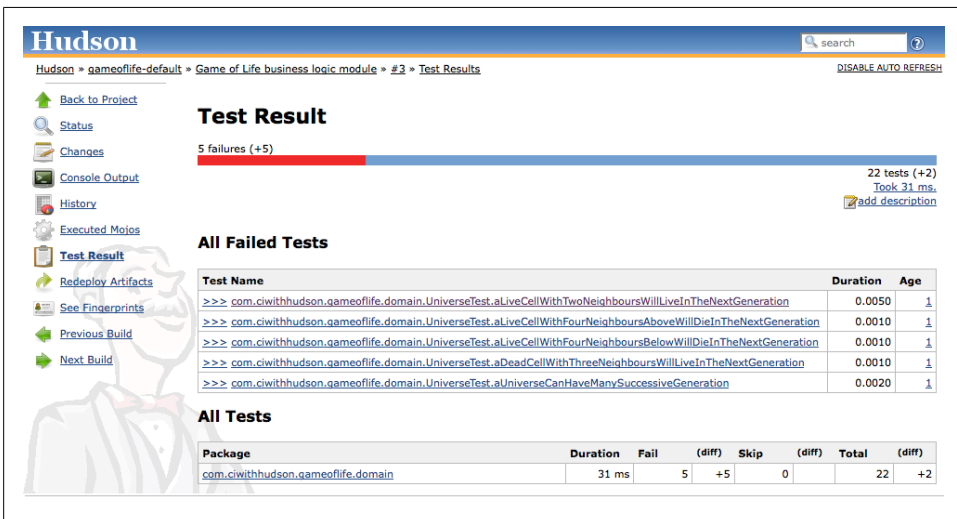 Hudson
search
Hudson » gameoflife-default » Game of Life business logic module » #3 » Test Results
DISABLE AUTO REFRESH
Back to Project
Status
Changes
Console Output
History
Executed Mojos
Test Result
Redeploy Artifacts
See Fingerprints
Previous Build
Next Build
Test Result
5 failures (+5)
22 tests (+2)
Took 31 ms.
add description
All Failed Tests
Test Name Duration Age
>>> com.ciwithhudson.gameoflife.domain.UniverseTest.aLiveCellWithTwoNeighboursWillLiveInTheNextGeneration 0.0050 1
>>> com.ciwithhudson.gameoflife.domain.UniverseTest.aLiveCellWithFourNeighboursAboveWillDieInTheNextGeneration 0.0010 1
>>> com.ciwithhudson.gameoflife.domain.UniverseTest.aLiveCellWithFourNeighboursBelowWillDieInTheNextGeneration 0.0010 1
>>> com.ciwithhudson.gameoflife.domain.UniverseTest.aDeadCellWithThreeNeighboursWillLiveInTheNextGeneration 0.0010 1
>>> com.ciwithhudson.gameoflife.domain.UniverseTest.aUniverseCanHaveManySuccessiveGeneration 0.0020 1
All Tests
Package Duration Fail (diff) Skip (diff) Total (diff)
com.ciwithhudson.gameoflife.domain 31 ms 5 +5 0 22 +2